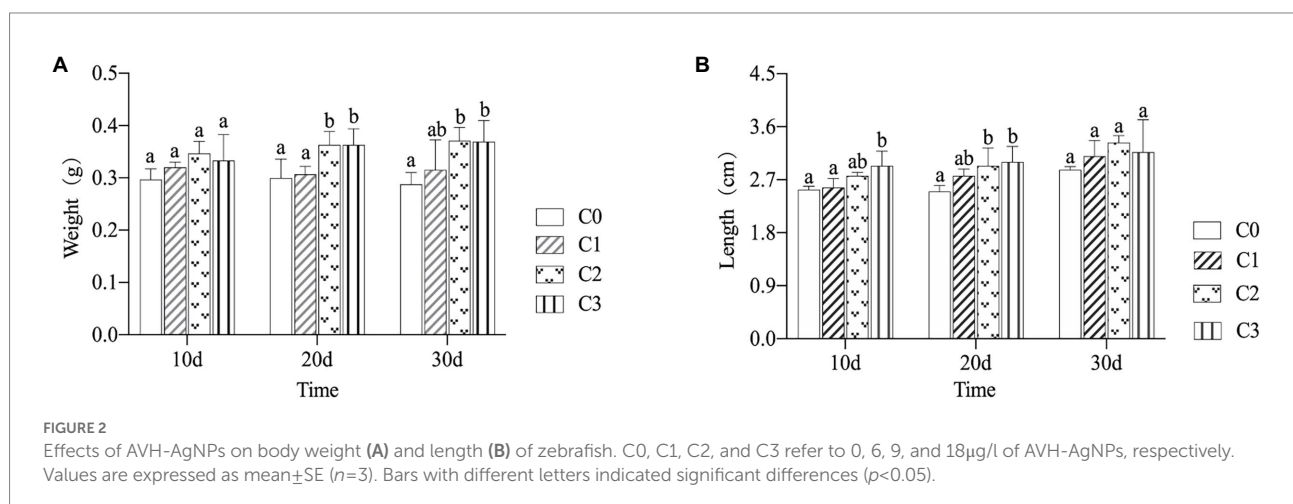 A
0.5
0.4
0.3
0.2
0.1
0.0
Weight (g)
a a a a
a a b b
a ab b b
10d 20d 30d
Time
C0
C1
C2
C3
B
4.5
3.6
2.7
1.8
0.9
0.0
Length (cm)
a a ab b
a ab b b
a a a a
10d 20d 30d
Time
C0
C1
C2
C3
FIGURE 2
Effects of AVH-AgNPs on body weight (A) and length (B) of zebrafish. C0, C1, C2, and C3 refer to 0, 6, 9, and 18μg/l of AVH-AgNPs, respectively.
Values are expressed as mean±SE (n=3). Bars with different letters indicated significant differences (p<0.05).